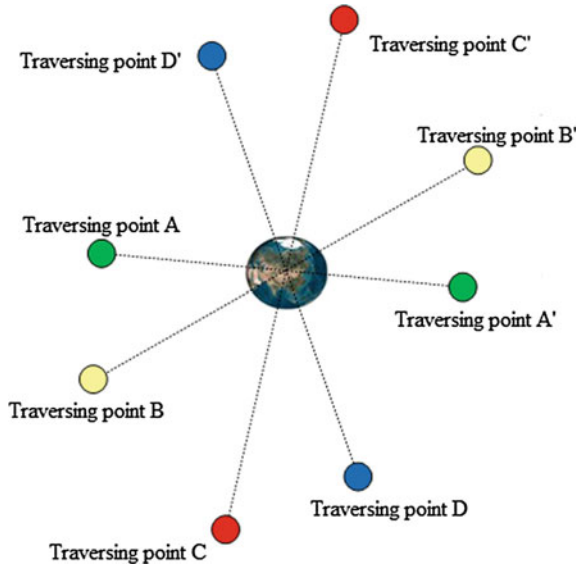 Traversing point D'
Traversing point
C'
Traversing point B'
Traversing point A
Traversing point A'
Traversing point B
Traversing point D
Traversing point C